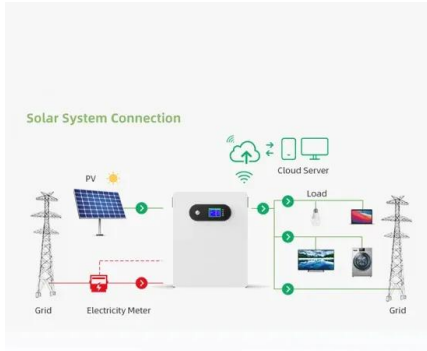 Solar System Connection
Cloud Server
PV
Load
Grid
Electricity Meter
Grid